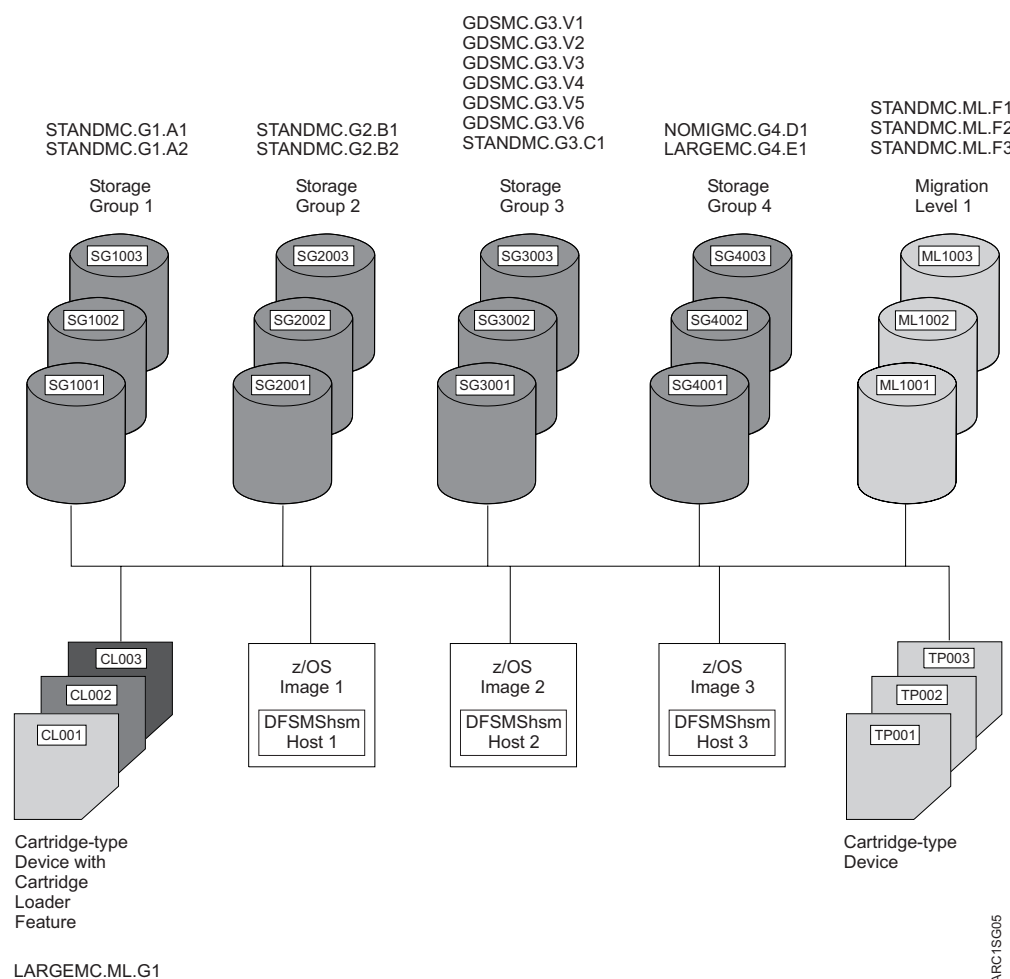 GDSMC.G3.V1
GDSMC.G3.V2
GDSMC.G3.V3
GDSMC.G3.V4
GDSMC.G3.V5
GDSMC.G3.V6
STANDMC.G3.C1
STANDMC.G1.A1
STANDMC.G1.A2
STANDMC.G2.B1
STANDMC.G2.B2
NOMIGMC.G4.D1
LARGEMC.G4.E1
STANDMC.ML.F1
STANDMC.ML.F2
STANDMC.ML.F3
Storage
Group 1
Storage
Group 2
Storage
Group 3
Storage
Group 4
Migration
Level 1
SG1003
SG1002
SG1001
SG2003
SG2002
SG2001
SG3003
SG3002
SG3001
SG4003
SG4002
SG4001
ML1003
ML1002
ML1001
CL003
CL002
CL001
z/OS
Image 1
DFSMShsm
Host 1
z/OS
Image 2
DFSMShsm
Host 2
z/OS
Image 3
DFSMShsm
Host 3
TP003
TP002
TP001
Cartridge-type
Device with
Cartridge
Loader
Feature
Cartridge-type
Device
LARGEMC.ML.G1
ARC1SG05